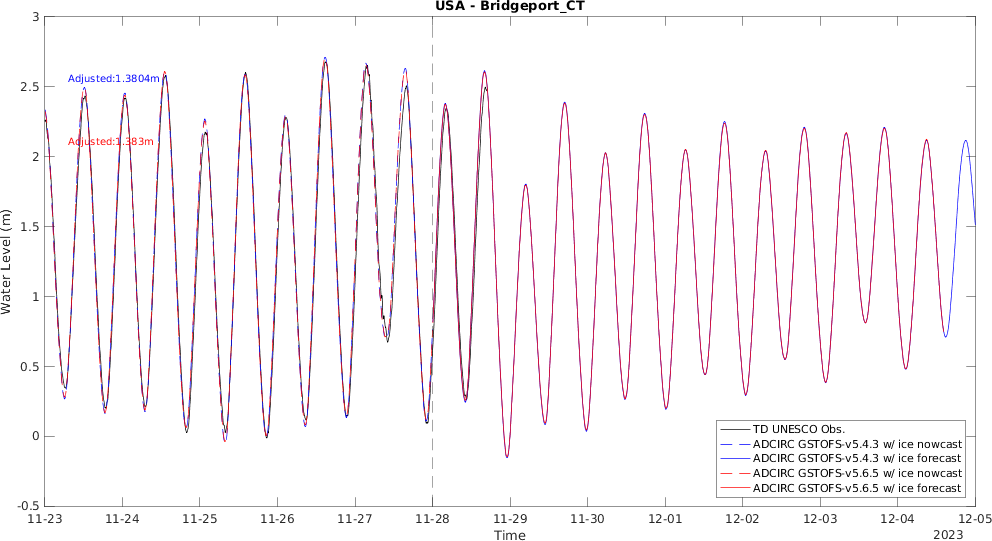 USA - Bridgeport_CT
3
2.5
2
1.5
1
0.5
0
-0.5
Water Level (m)
Adjusted:1.3804m
Adjusted:1.383m
TD UNESCO Obs.
ADCIRC GSTOFS-v5.4.3 w/ ice nowcast
ADCIRC GSTOFS-v5.4.3 w/ ice forecast
ADCIRC GSTOFS-v5.6.5 w/ ice nowcast
ADCIRC GSTOFS-v5.6.5 w/ ice forecast
11-23 11-24 11-25 11-26 11-27 11-28 11-29 11-30 12-01 12-02 12-03 12-04 12-05
Time
2023